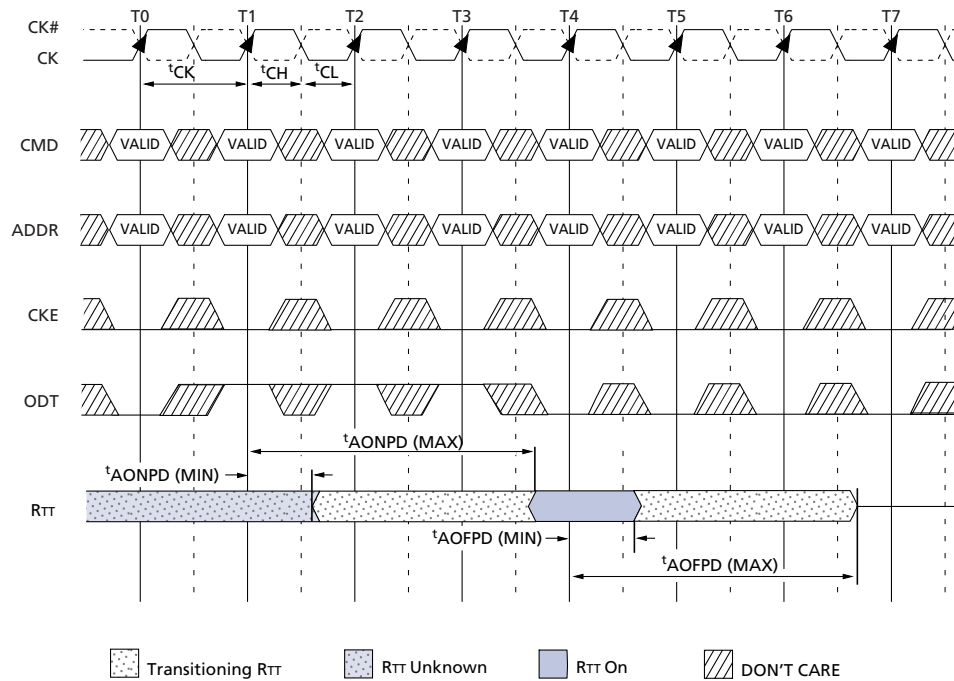 T0 T1 T2 T3 T4 T5 T6 T7
CK#
CK
tCK tCH tCL
CMD VALID VALID VALID VALID VALID VALID VALID VALID
ADDR VALID VALID VALID VALID VALID VALID VALID VALID
CKE
ODT
tAONPD (MAX)
tAONPD (MIN)
RTT
tAOFPD (MIN)
tAOFPD (MAX)
Transitioning RTT RTT Unknown RTT On DON'T CARE